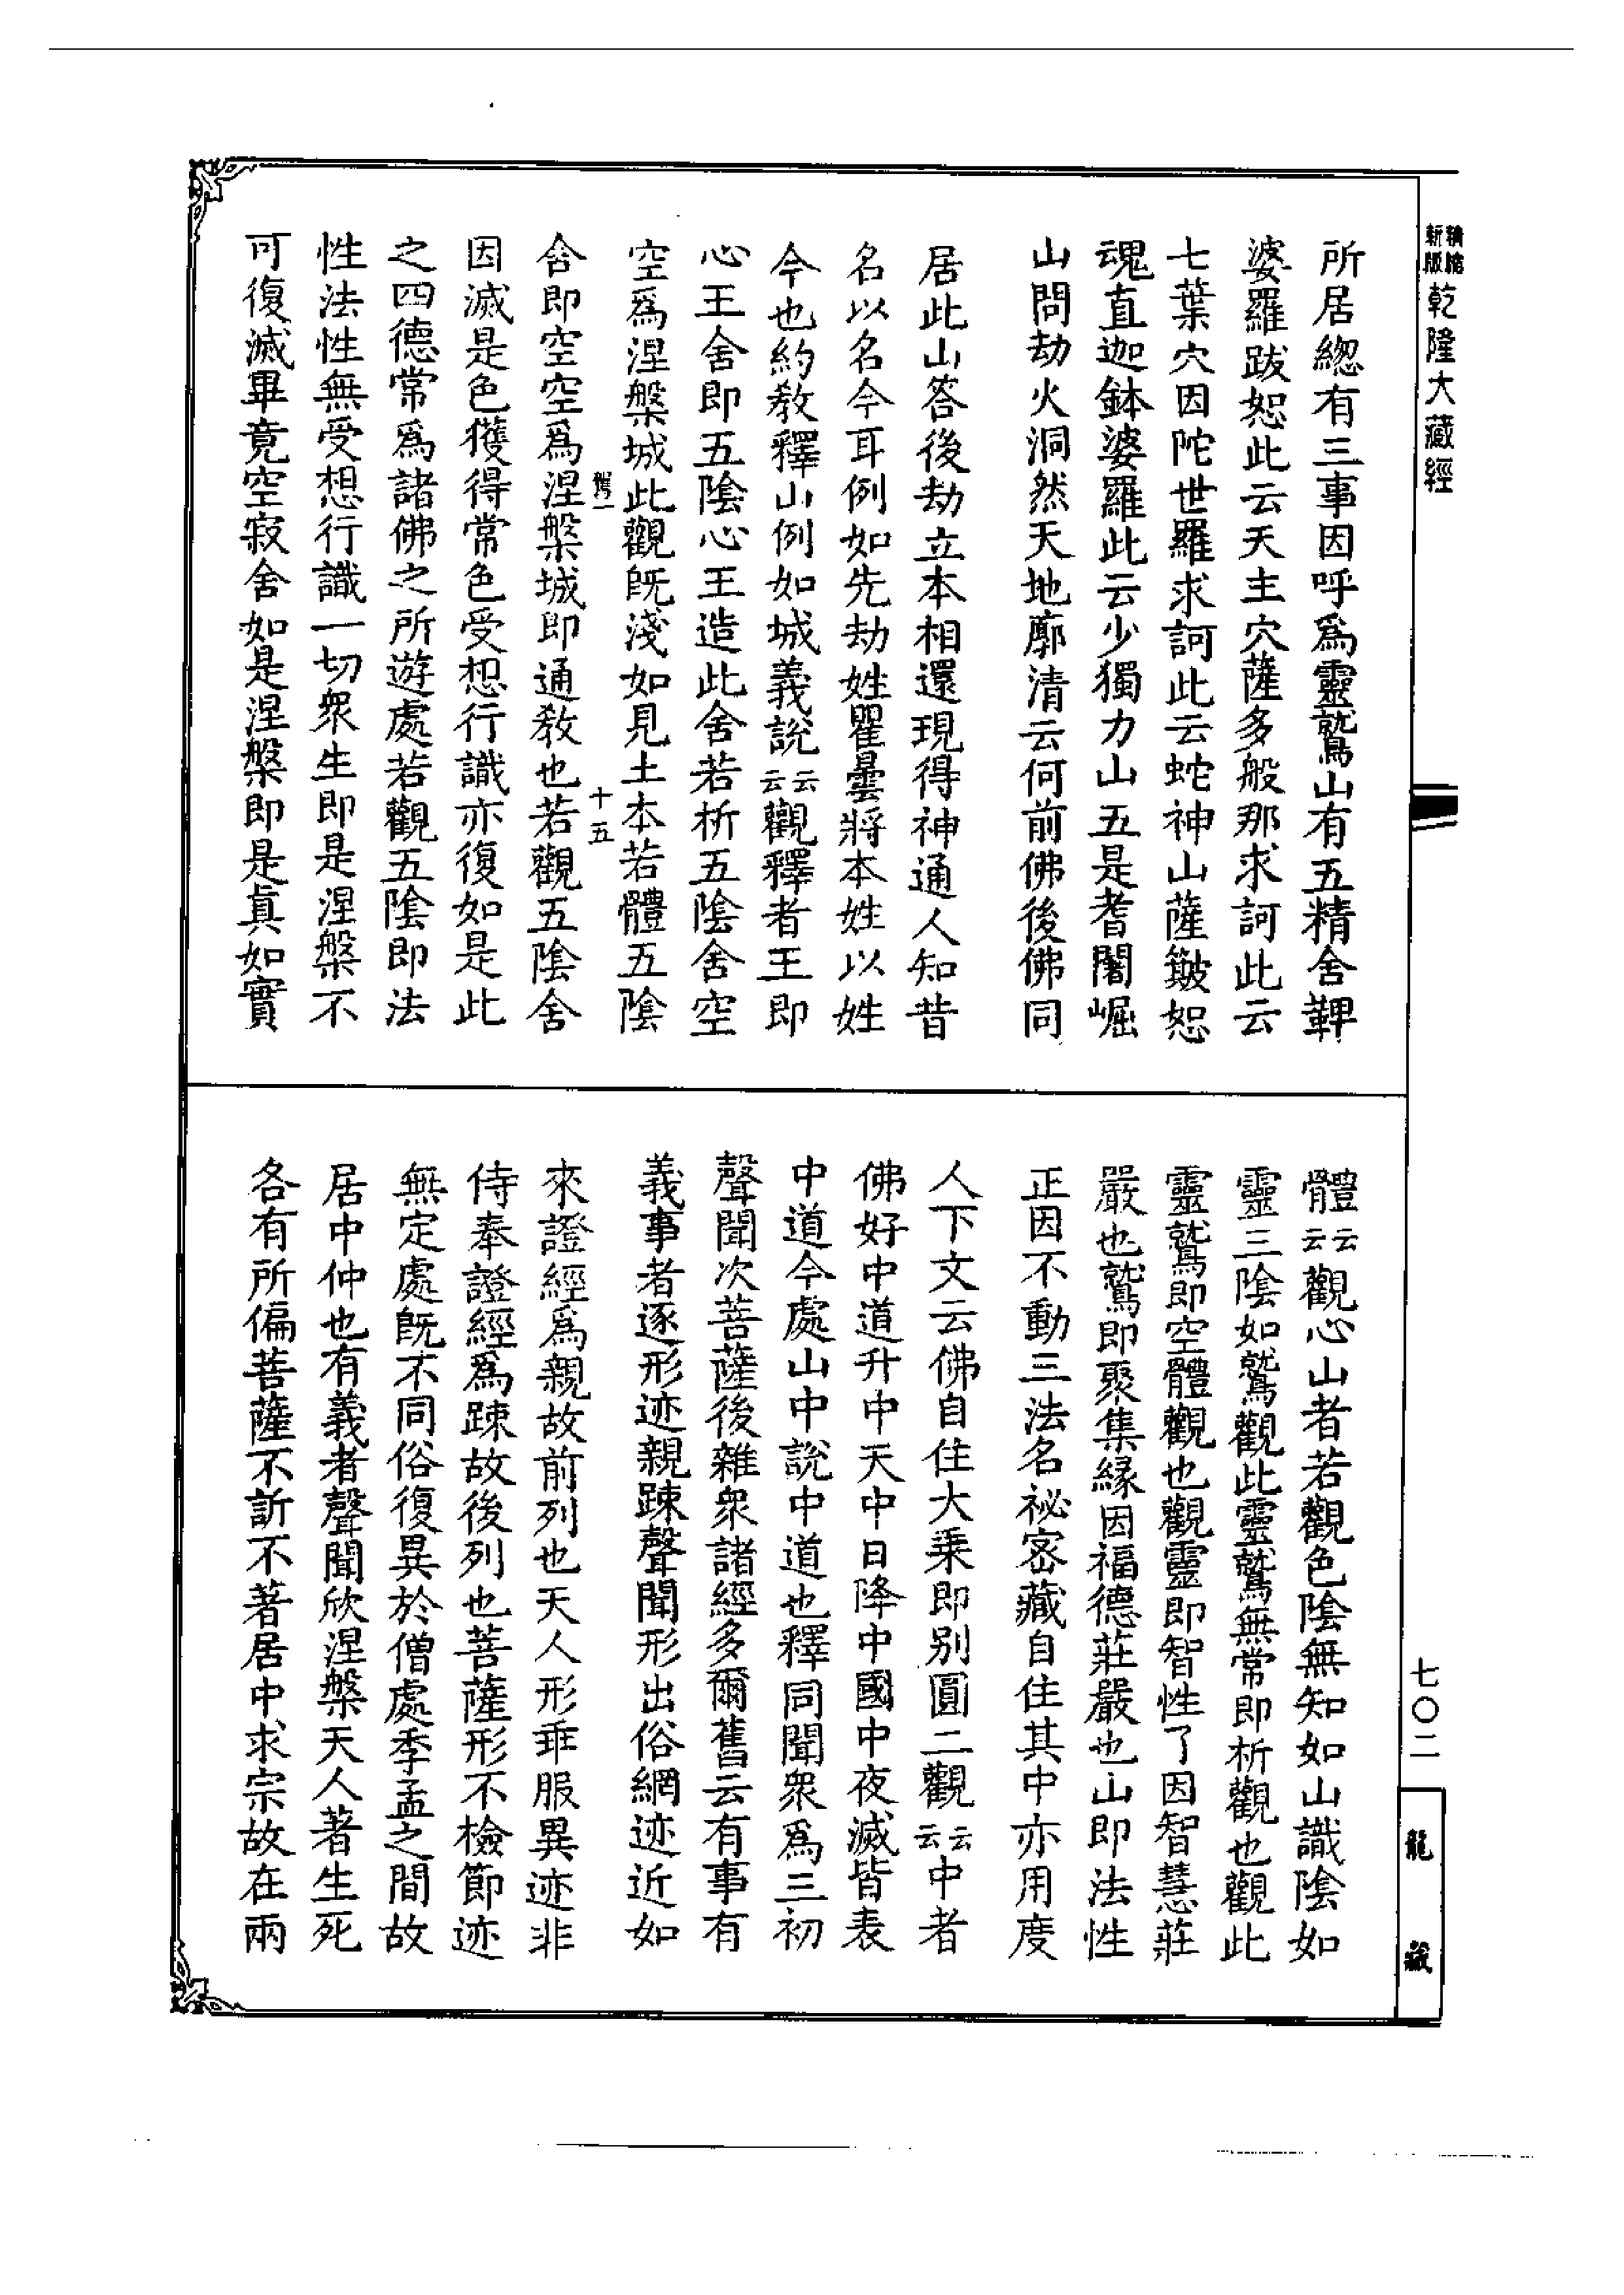 精縮新版乾隆大藏經
所居緫有三事因呼爲靈鷲山有五精舍鞞
婆羅跋恕此云天主穴薩多般那求訶此云
七葉穴因陀世羅求訶此云蛇神山薩簸恕
魂直迦鉢婆羅此云少獨力山五是耆闍崛
山問劫火洞然天地廓清云何前佛後佛同
居此山答後劫立本相還現得神通人知昔
名以名今耳例如先劫姓瞿曇將本姓以姓
今也約教釋山例如城義說云云觀釋者王即
心王舍即五陰心王造此舍若析五陰舍空
空爲涅槃城此觀旣淺如見土本若體五陰
十五
舍即空空爲涅槃城即通教也若觀五陰舍
因滅是色獲得常色受想行識亦復如是此
之四德常爲諸佛之所遊處若觀五陰即法
性法性無受想行識一切衆生即是涅槃不
可復滅畢竟空寂舍如是涅槃即是眞如實
體云云觀心山者若觀色陰無知如山識陰如
靈三陰如鷲觀此靈鷲無常即析觀也觀此
靈鷲即空體觀也觀靈即智性了因智慧莊
嚴也鷲即聚集縁因福德莊嚴也山即法性
正因不動三法名祕密藏自住其中亦用度
人下文云佛自住大乗即别圓二觀云云中者
佛好中道升中天中日降中國中夜滅皆表
中道今處山中說中道也釋同聞衆爲三初
聲聞次菩薩後雜衆諸經多爾舊云有事有
義事者逐形迹親踈聲聞形出俗網迹近如
來證經爲親故前列也天人形乖服異迹非
侍奉證經爲踈故後列也菩薩形不檢節迹
無定處旣不同俗復異於僧處季孟之間故
居中仲也有義者聲聞欣涅槃天人著生死
各有所偏菩薩不訢不著居中求宗故在兩
七〇二
龍藏